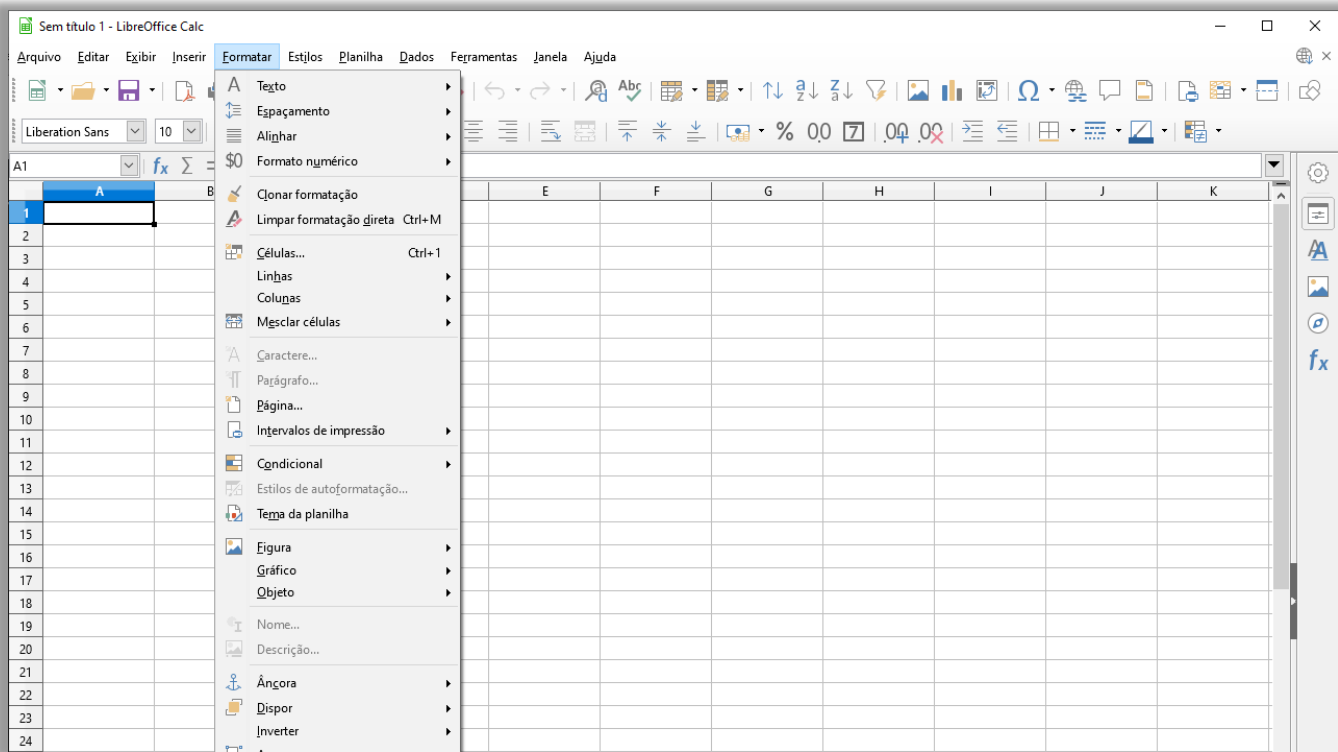 Sem título 1 - LibreOffice Calc
Arquivo Editar Exibir Inserir Formatar Estilos Planilha Dados Ferramentas Janela Ajuda
Liberation Sans 10
A1
A B E F G H I J K
Texto
Espaçamento
Alinhar
Formato numérico
Clonar formatação
Limpar formatação direta Ctrl+M
Células... Ctrl+1
Linhas
Colunas
Mesclar células
Caractere...
Parágrafo...
Página...
Intervalos de impressão
Condicional
Estilos de autoformatação...
Tema da planilha
Figura
Gráfico
Objeto
Nome...
Descrição...
Âncora
Dispor
Inverter
1
2
3
4
5
6
7
8
9
10
11
12
13
14
15
16
17
18
19
20
21
22
23
24